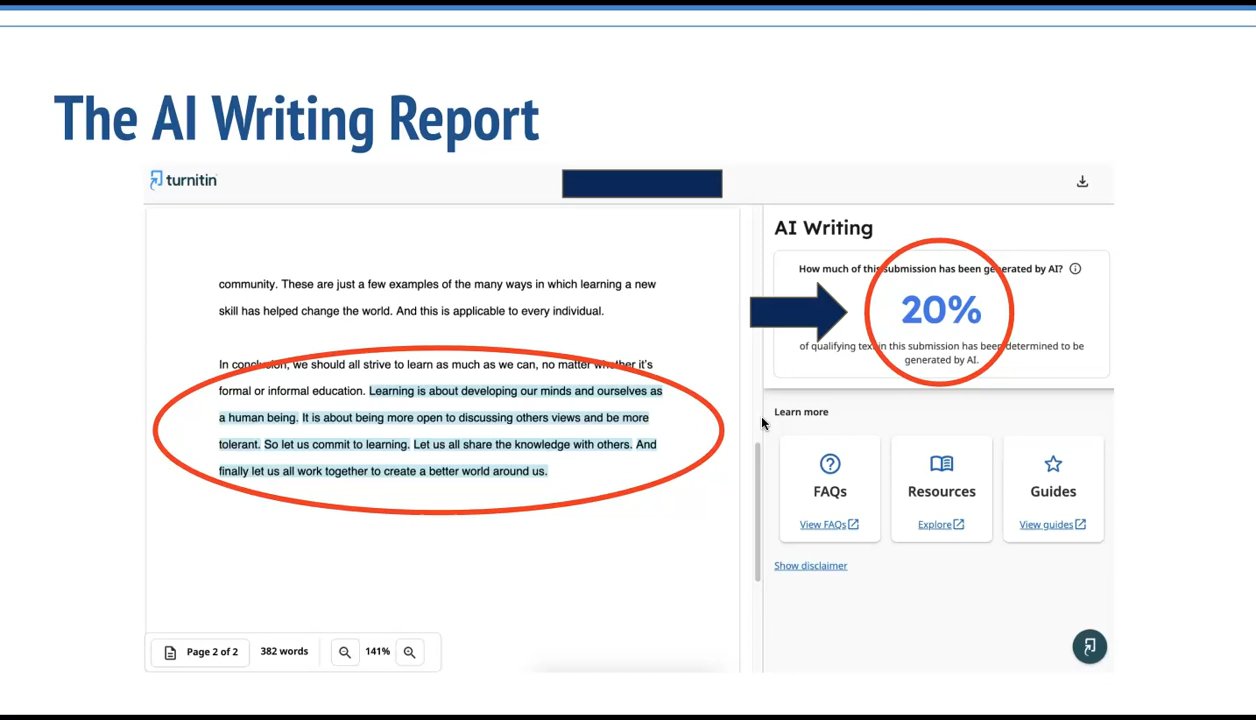 The AI Writing Report
turnitin
community. These are just a few examples of the many ways in which learning a new
skill has helped change the world. And this is applicable to every individual.
In conclusion, we should all strive to learn as much as we can, no matter whether it's
formal or informal education. Learning is about developing our minds and ourselves as
a human being. It is about being more open to discussing others views and be more
tolerant. So let us commit to learning. Let us all share the knowledge with others. And
finally let us all work together to create a better world around us.
Page 2 of 2
382 words
141%
AI Writing
How much of this submission has been generated by AI?
20%
of qualifying text in this submission has been determined to be
generated by AI.
Learn more
FAQs
View FAQs
Resources
Explore
Guides
View guides
Show disclaimer